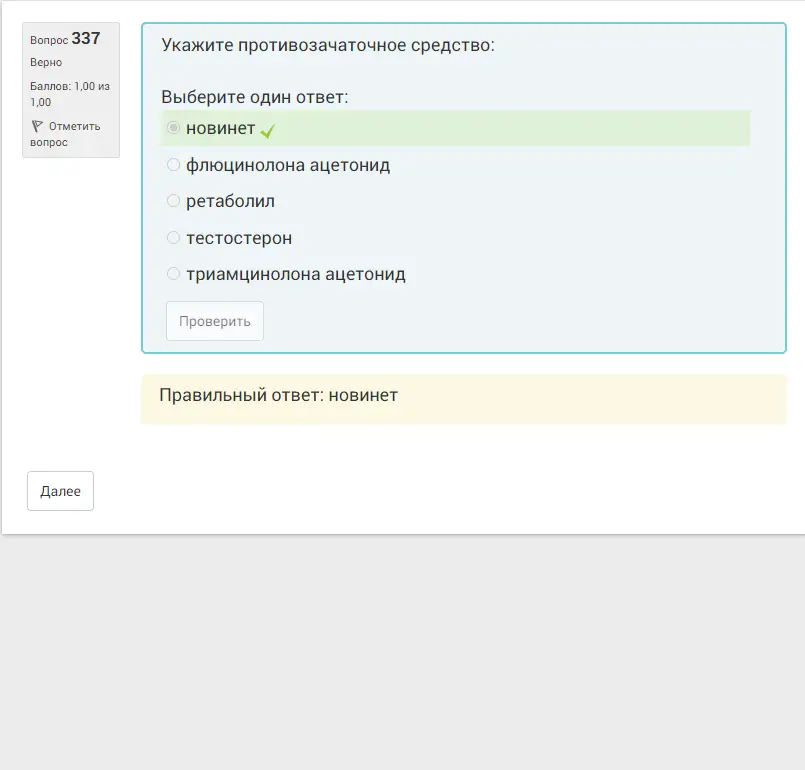 Вопрос 337
Верно
Баллов: 1,00 из
1,00
Отметить
вопрос
Укажите противозачаточное средство:
Выберите один ответ:
новинет
флюцинолона ацетонид
ретаболил
тестостерон
триамцинолона ацетонид
Проверить
Правильный ответ: новинет
Далее